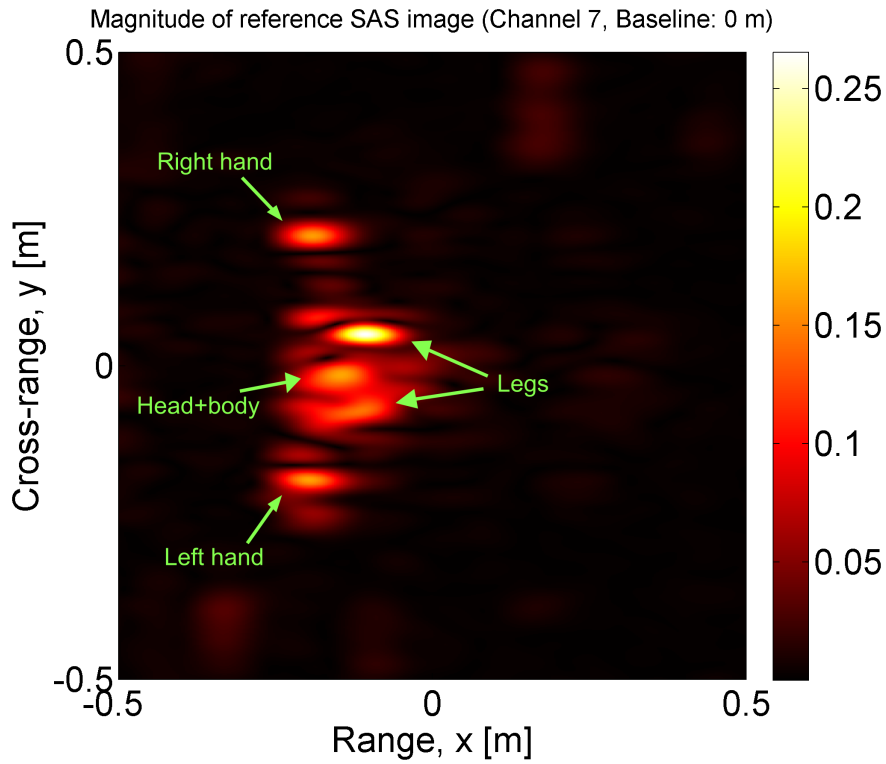 Magnitude of reference SAS image (Channel 7, Baseline: 0 m)
0.5
0
-0.5
Cross-range, y [m]
Right hand
Head+body
Legs
Left hand
-0.5
0
0.5
Range, x [m]
0.25
0.2
0.15
0.1
0.05